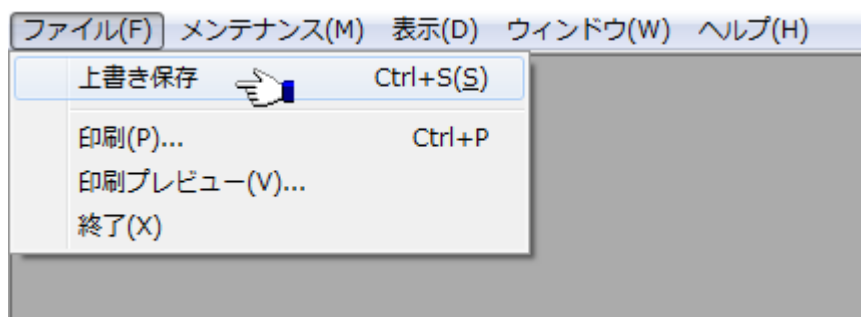 ファイル(F) メンテナンス(M) 表示(D) ウィンドウ(W) ヘルプ(H)
上書き保存 Ctrl+S(S)
印刷(P)... Ctrl+P
印刷プレビュー(V)...
終了(X)